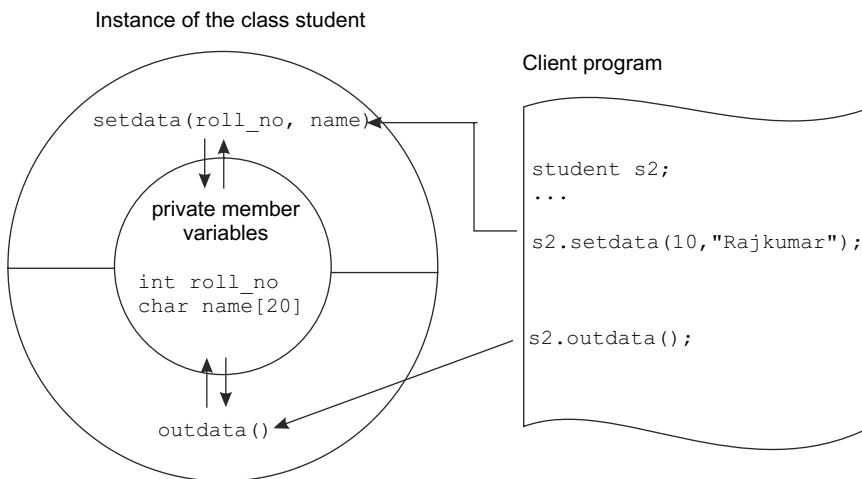 Instance of the class student
setdata(roll_no, name)
private member
variables
int roll_no
char name[20]
outdata()
Client program
student s2;
...
s2.setdata(10,"Rajkumar");
s2.outdata();